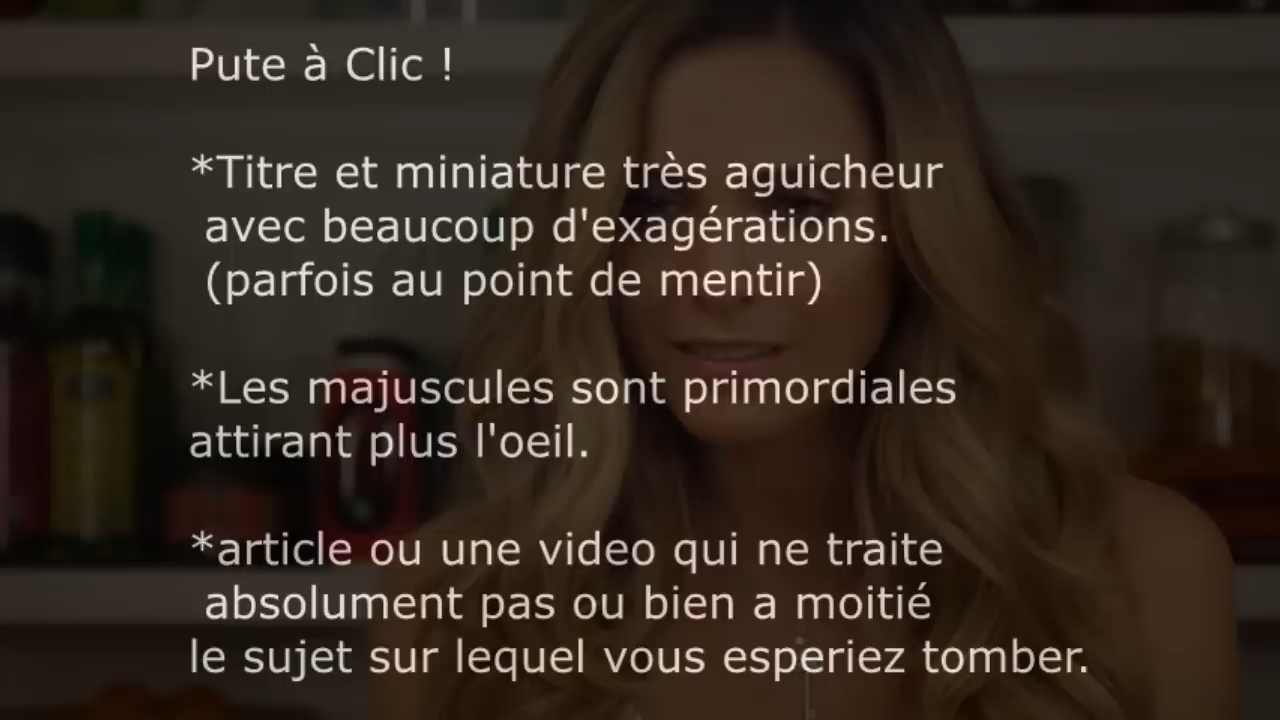 Pute à Clic !
*Titre et miniature très aguicheur
avec beaucoup d'exagérations.
(parfois au point de mentir)
*Les majuscules sont primordiales
attirant plus l'oeil.
*article ou une video qui ne traite
absolument pas ou bien a moitié
le sujet sur lequel vous esperiez tomber.